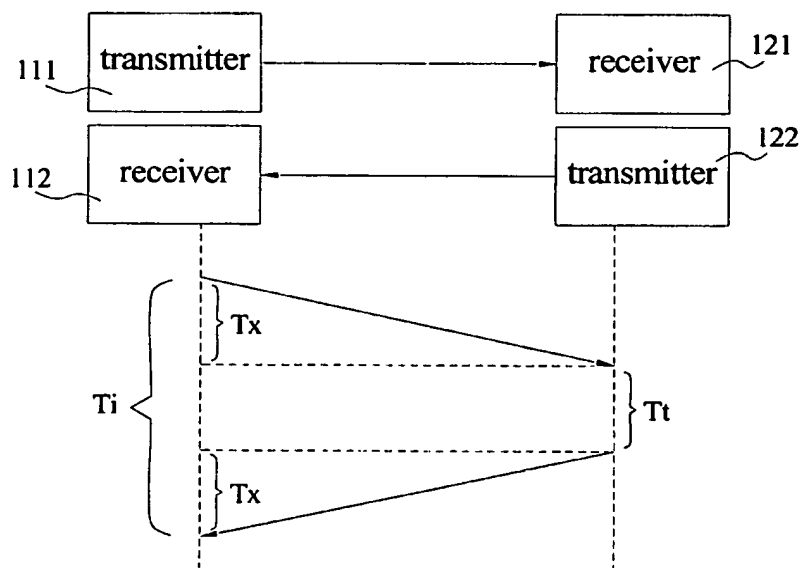 transmitter
111
receiver
121
receiver
112
transmitter
122
Tx
Ti
Tt
Tx